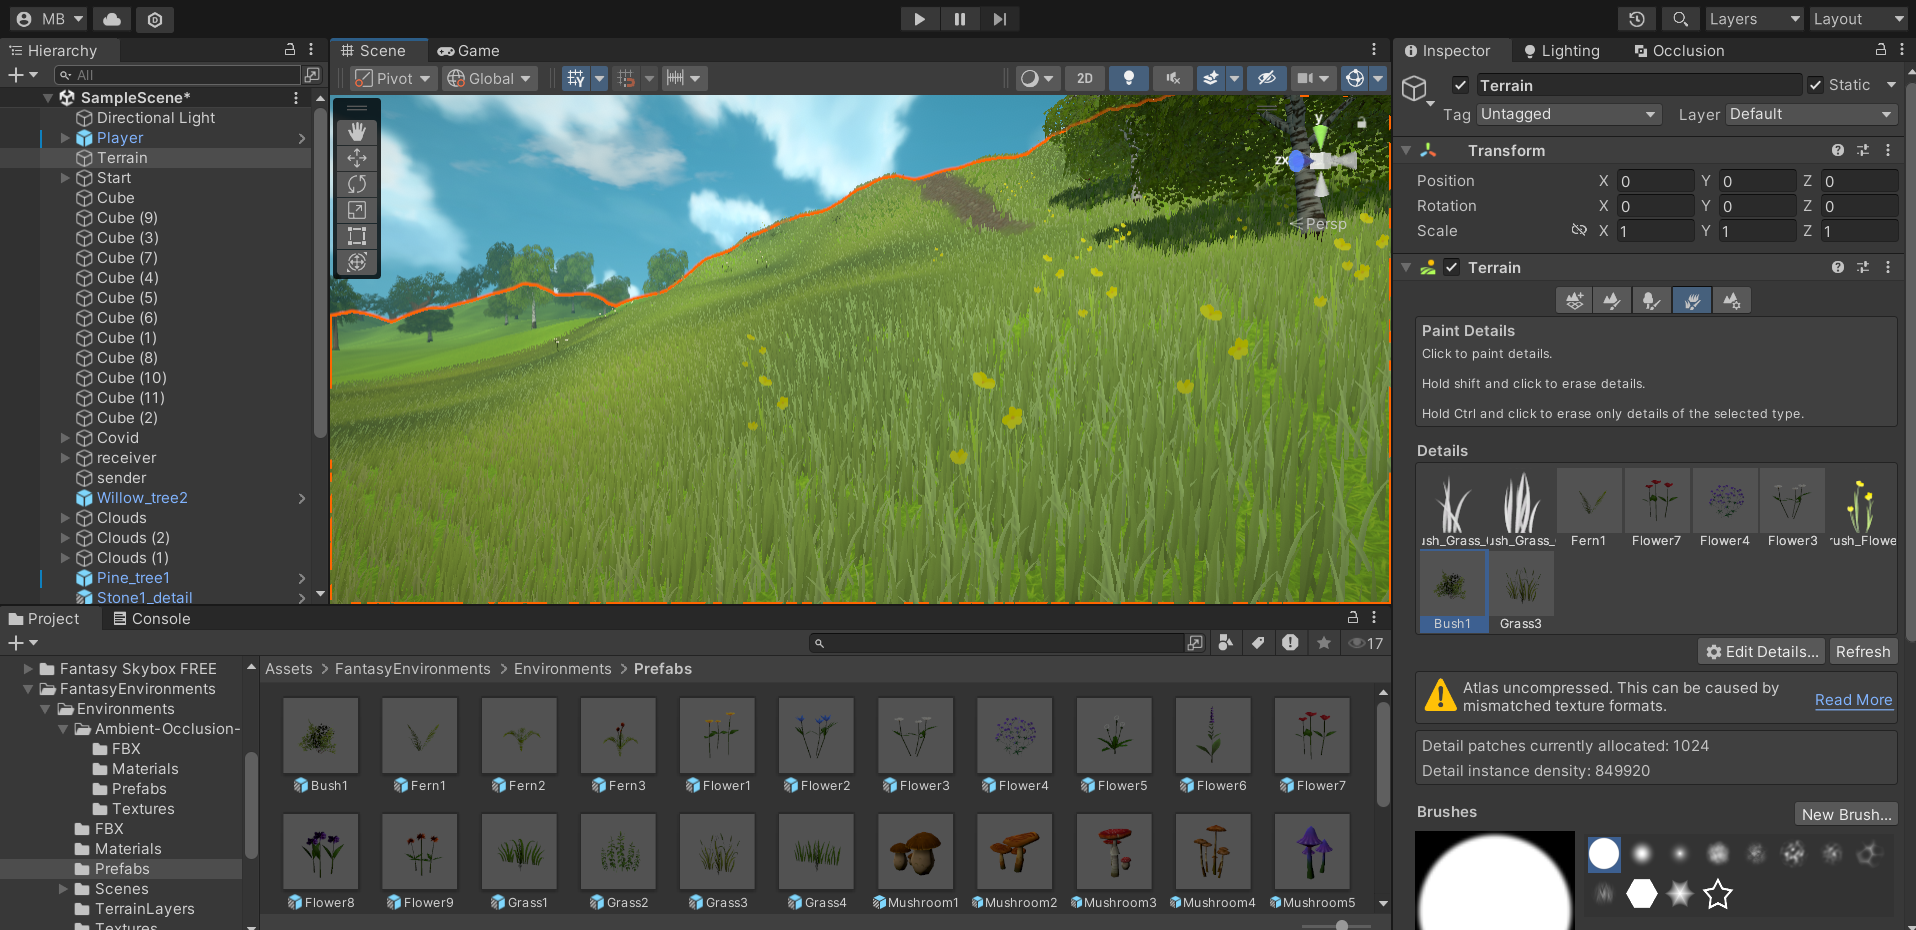 MB
Layers
Layout
Hierarchy
All
SampleScene*
Directional Light
Player
Terrain
Start
Cube
Cube (9)
Cube (3)
Cube (7)
Cube (4)
Cube (5)
Cube (6)
Cube (1)
Cube (8)
Cube (10)
Cube (11)
Cube (2)
Covid
receiver
sender
Willow_tree2
Clouds
Clouds (2)
Clouds (1)
Pine_tree1
Stone1_detail
Scene
Game
Pivot
Global
2D
y
zx
Persp
Inspector
Lighting
Occlusion
Terrain
Static
Tag Untagged
Layer Default
Transform
Position X 0 Y 0 Z 0
Rotation X 0 Y 0 Z 0
Scale X 1 Y 1 Z 1
Terrain
Paint Details
Click to paint details.
Hold shift and click to erase details.
Hold Ctrl and click to erase only details of the selected type.
Details
ush_Grass_ ush_Grass_ Fern1 Flower7 Flower4 Flower3 rush_Flowe
Bush1 Grass3
Edit Details...
Refresh
Atlas uncompressed. This can be caused by
mismatched texture formats.
Read More
Detail patches currently allocated: 1024
Detail instance density: 849920
Brushes
New Brush...
Project
Console
17
Fantasy Skybox FREE
FantasyEnvironments
Environments
Ambient-Occlusion-
FBX
Materials
Prefabs
Textures
FBX
Materials
Prefabs
Scenes
TerrainLayers
Textures
Assets > FantasyEnvironments > Environments > Prefabs
Bush1 Fern1 Fern2 Fern3 Flower1 Flower2 Flower3 Flower4 Flower5 Flower6 Flower7
Flower8 Flower9 Grass1 Grass2 Grass3 Grass4 Mushroom1 Mushroom2 Mushroom3 Mushroom4 Mushroom5